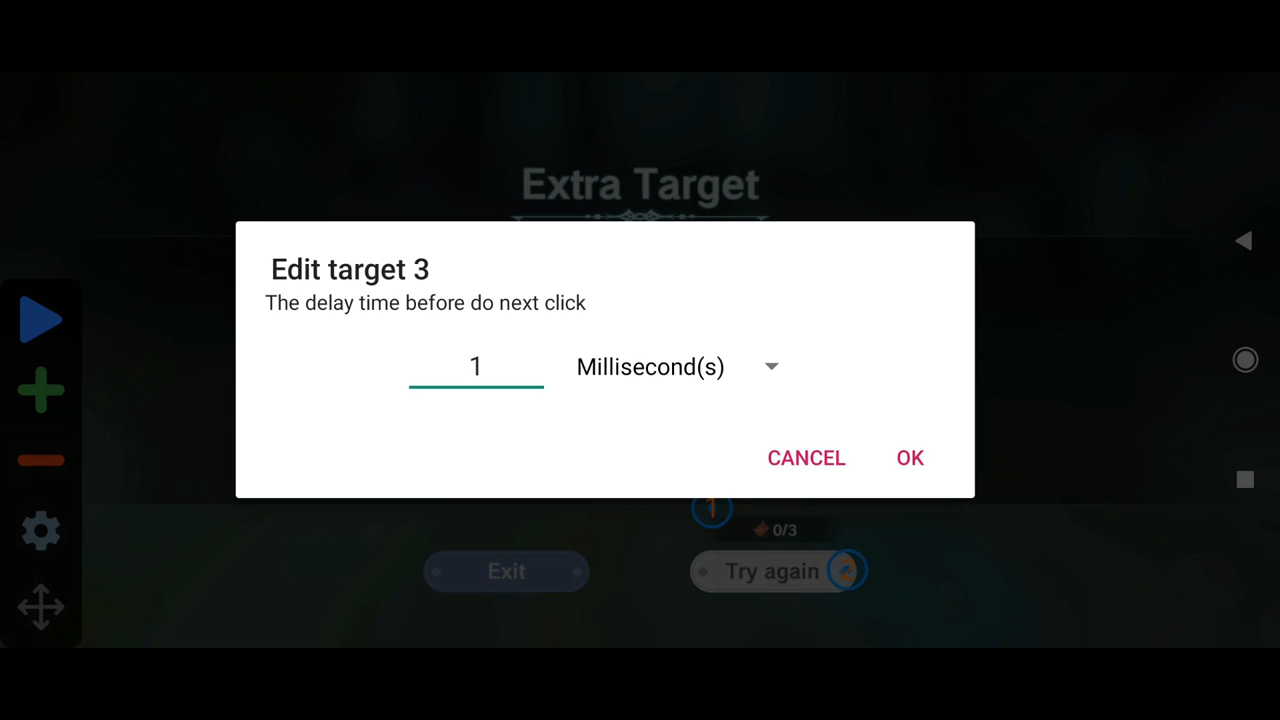 Extra Target
Edit target 3
The delay time before do next click
1 Millisecond(s)
CANCEL OK
1
0/3
Exit Try again